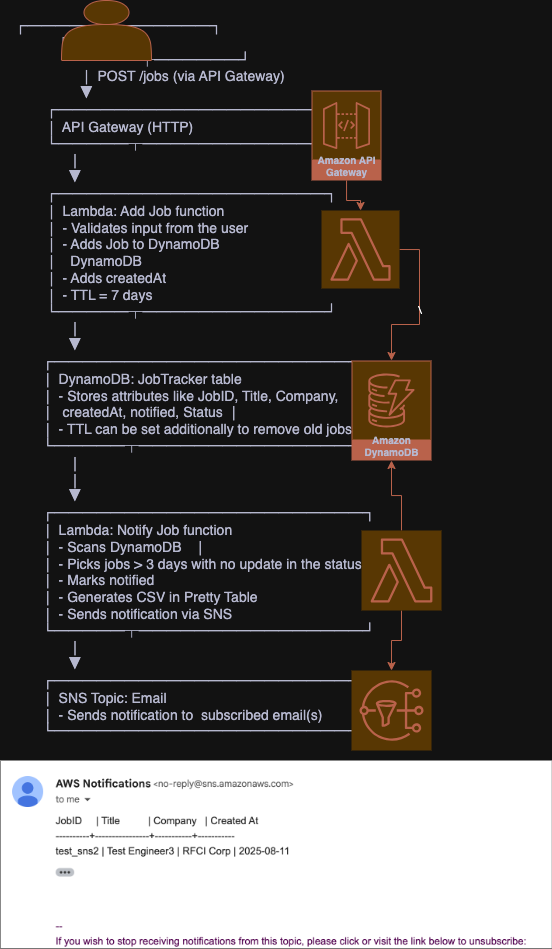 POST /jobs (via API Gateway)
API Gateway (HTTP)
Amazon API
Gateway
Lambda: Add Job function
- Validates input from the user
- Adds Job to DynamoDB
DynamoDB
- Adds createdAt
- TTL = 7 days
DynamoDB: JobTracker table
- Stores attributes like JobID, Title, Company,
createdAt, notified, Status |
- TTL can be set additionally to remove old jobs
Amazon
DynamoDB
Lambda: Notify Job function
- Scans DynamoDB |
- Picks jobs > 3 days with no update in the status
- Marks notified
- Generates CSV in Pretty Table
- Sends notification via SNS
SNS Topic: Email
- Sends notification to subscribed email(s)
AWS Notifications <no-reply@sns.amazonaws.com>
to me
JobID | Title | Company | Created At
----------+----------------+-----------+-----------
test_sns2 | Test Engineer3 | RFCI Corp | 2025-08-11
--
If you wish to stop receiving notifications from this topic, please click or visit the link below to unsubscribe: